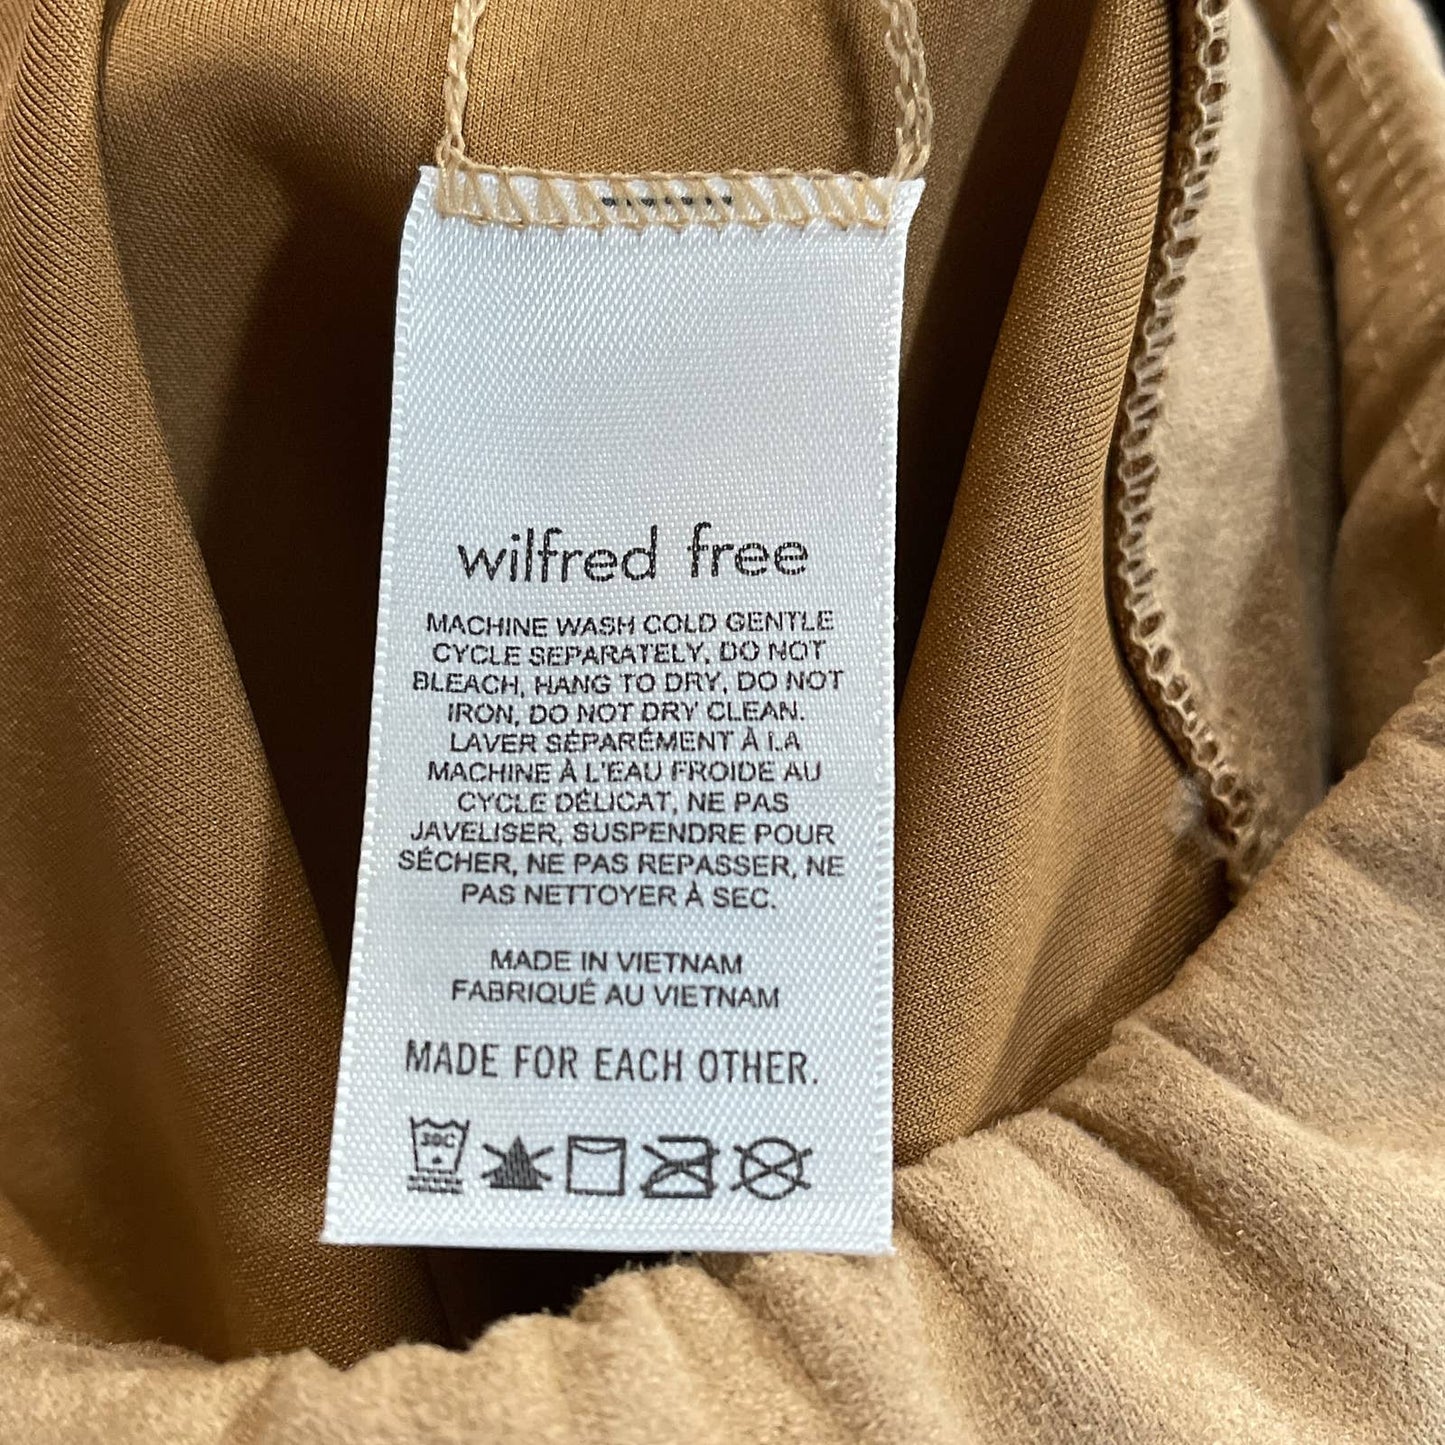 wilfred free
MACHINE WASH COLD GENTLE
CYCLE SEPARATELY, DO NOT
BLEACH, HANG TO DRY, DO NOT
IRON, DO NOT DRY CLEAN.
LAVER SÉPARÉMENT À LA
MACHINE À L'EAU FROIDE AU
CYCLE DÉLICAT, NE PAS
JAVELISER, SUSPENDRE POUR
SÉCHER, NE PAS REPASSER, NE
PAS NETTOYER À SEC.
MADE IN VIETNAM
FABRIQUÉ AU VIETNAM
MADE FOR EACH OTHER.
30C